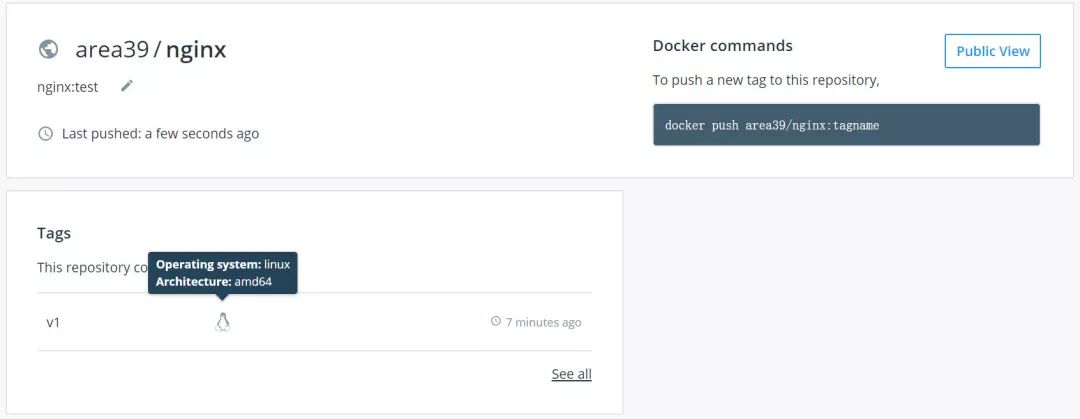 area39 / nginx
nginx:test
Last pushed: a few seconds ago
Docker commands
Public View
To push a new tag to this repository,
docker push area39/nginx:tagname
Tags
This repository co
Operating system: linux
Architecture: amd64
v1
7 minutes ago
See all